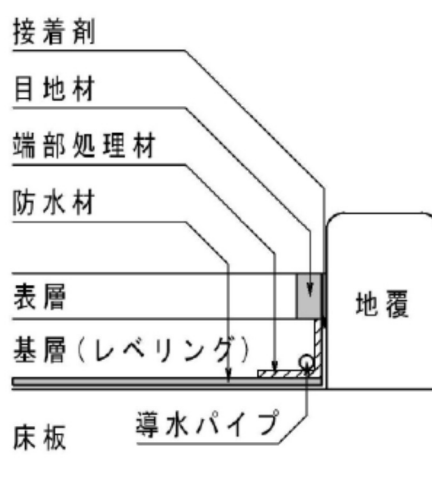 接着剤
目地材
端部処理材
防水材
表層
地覆
基層(レベリング)
導水パイプ
床板